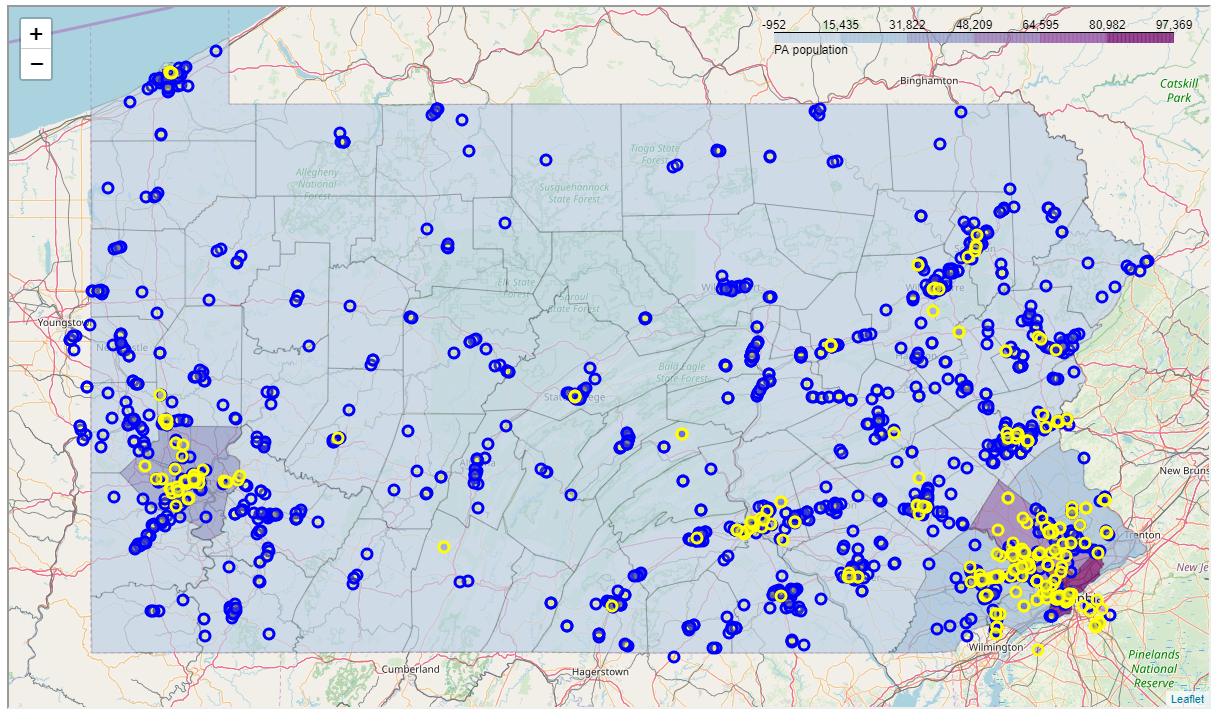 +
−
-952 15,435 31,822 48,209 64,595 80,982 97,369
PA population
Binghamton
Catskill
Park
Allegheny
National
Forest
Susquehannock
State Forest
Tioga State
Forest
Elk State
Forest
Sproul
State Forest
Youngstow
Bald Eagle
State Forest
New Bruns
Trenton
New Je
Wilmington
Cumberland
Hagerstown
Pinelands
National
Reserve
Leaflet